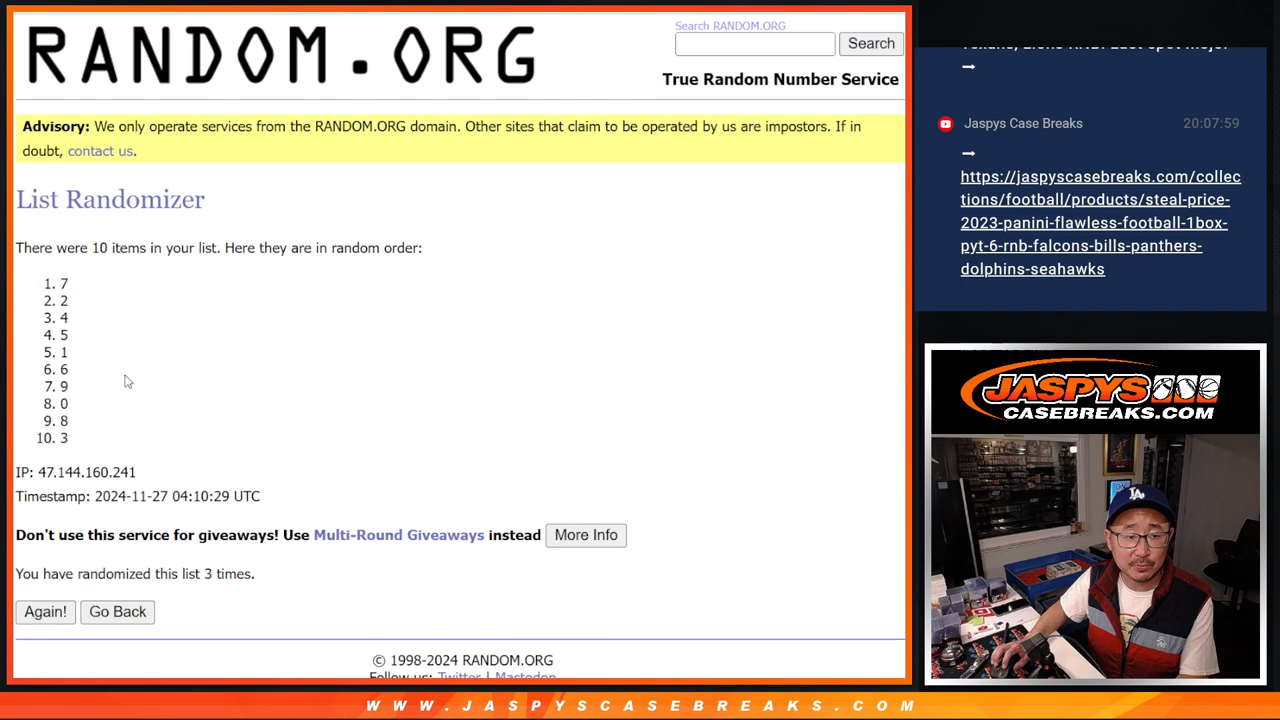 RANDOM.ORG
Search RANDOM.ORG
Search
True Random Number Service
Advisory: We only operate services from the RANDOM.ORG domain. Other sites that claim to be operated by us are impostors. If in
doubt, contact us.
List Randomizer
There were 10 items in your list. Here they are in random order:
1. 7
2. 2
3. 4
4. 5
5. 1
6. 6
7. 9
8. 0
9. 8
10. 3
IP: 47.144.160.241
Timestamp: 2024-11-27 04:10:29 UTC
Don't use this service for giveaways! Use Multi-Round Giveaways instead More Info
You have randomized this list 3 times.
Again! Go Back
© 1998-2024 RANDOM.ORG
Follow us: Twitter | Mastodon
→
Jaspys Case Breaks 20:07:59
→
https://jaspyscasebreaks.com/collec
tions/football/products/steal-price-
2023-panini-flawless-football-1box-
pyt-6-rnb-falcons-bills-panthers-
dolphins-seahawks
JASPYS
CASEBREAKS.COM
LA
WWW.JASPYSCASEBREAKS.COM